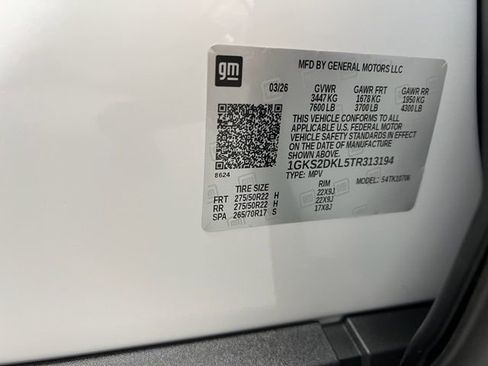 gm
MFD BY GENERAL MOTORS LLC
03/26 GVWR GAWR FRT GAWR RR
3447 KG 1678 KG 1950 KG
7600 LB 3700 LB 4300 LB
THIS VEHICLE CONFORMS TO ALL
APPLICABLE U.S. FEDERAL MOTOR
VEHICLE SAFETY STANDARDS IN EFFECT
ON THE DATE OF MANUFACTURE
SHOWN ABOVE.
1GKS2DKL5TR313194
8624 TYPE: MPV MODEL: 54TK10706
TIRE SIZE RIM
FRT 275/50R22 H 22X9J
RR 275/50R22 H 22X9J
SPA 265/70R17 S 17X8J